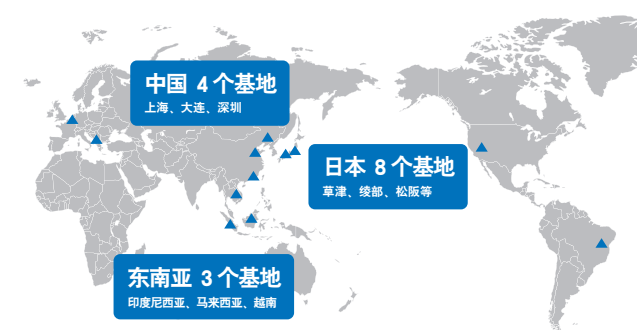 中国 4个基地
上海、大连、深圳
日本 8个基地
草津、绫部、松阪等
东南亚 3个基地
印度尼西亚、马来西亚、越南